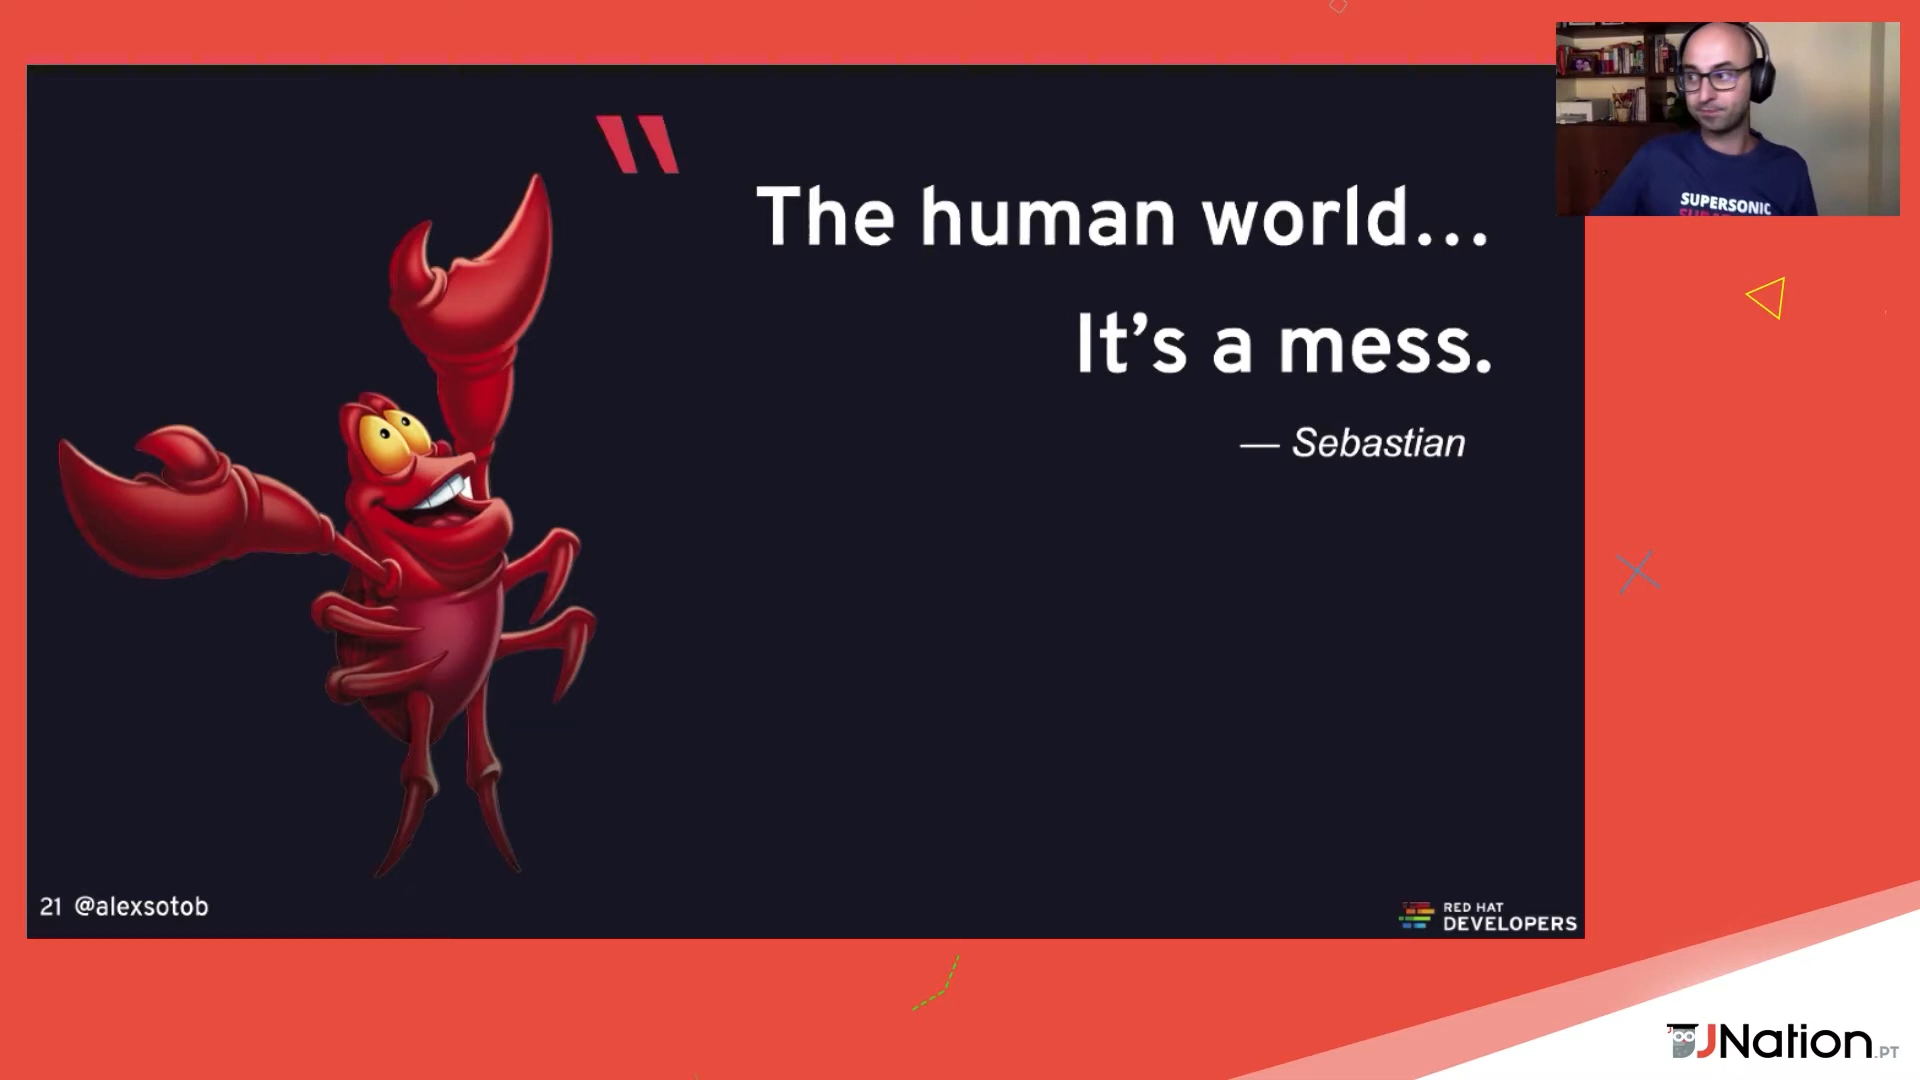 "
The human world...
It's a mess.
— Sebastian
SUPERSONIC
21 @alexsotob
RED HAT
DEVELOPERS
JNation.PT